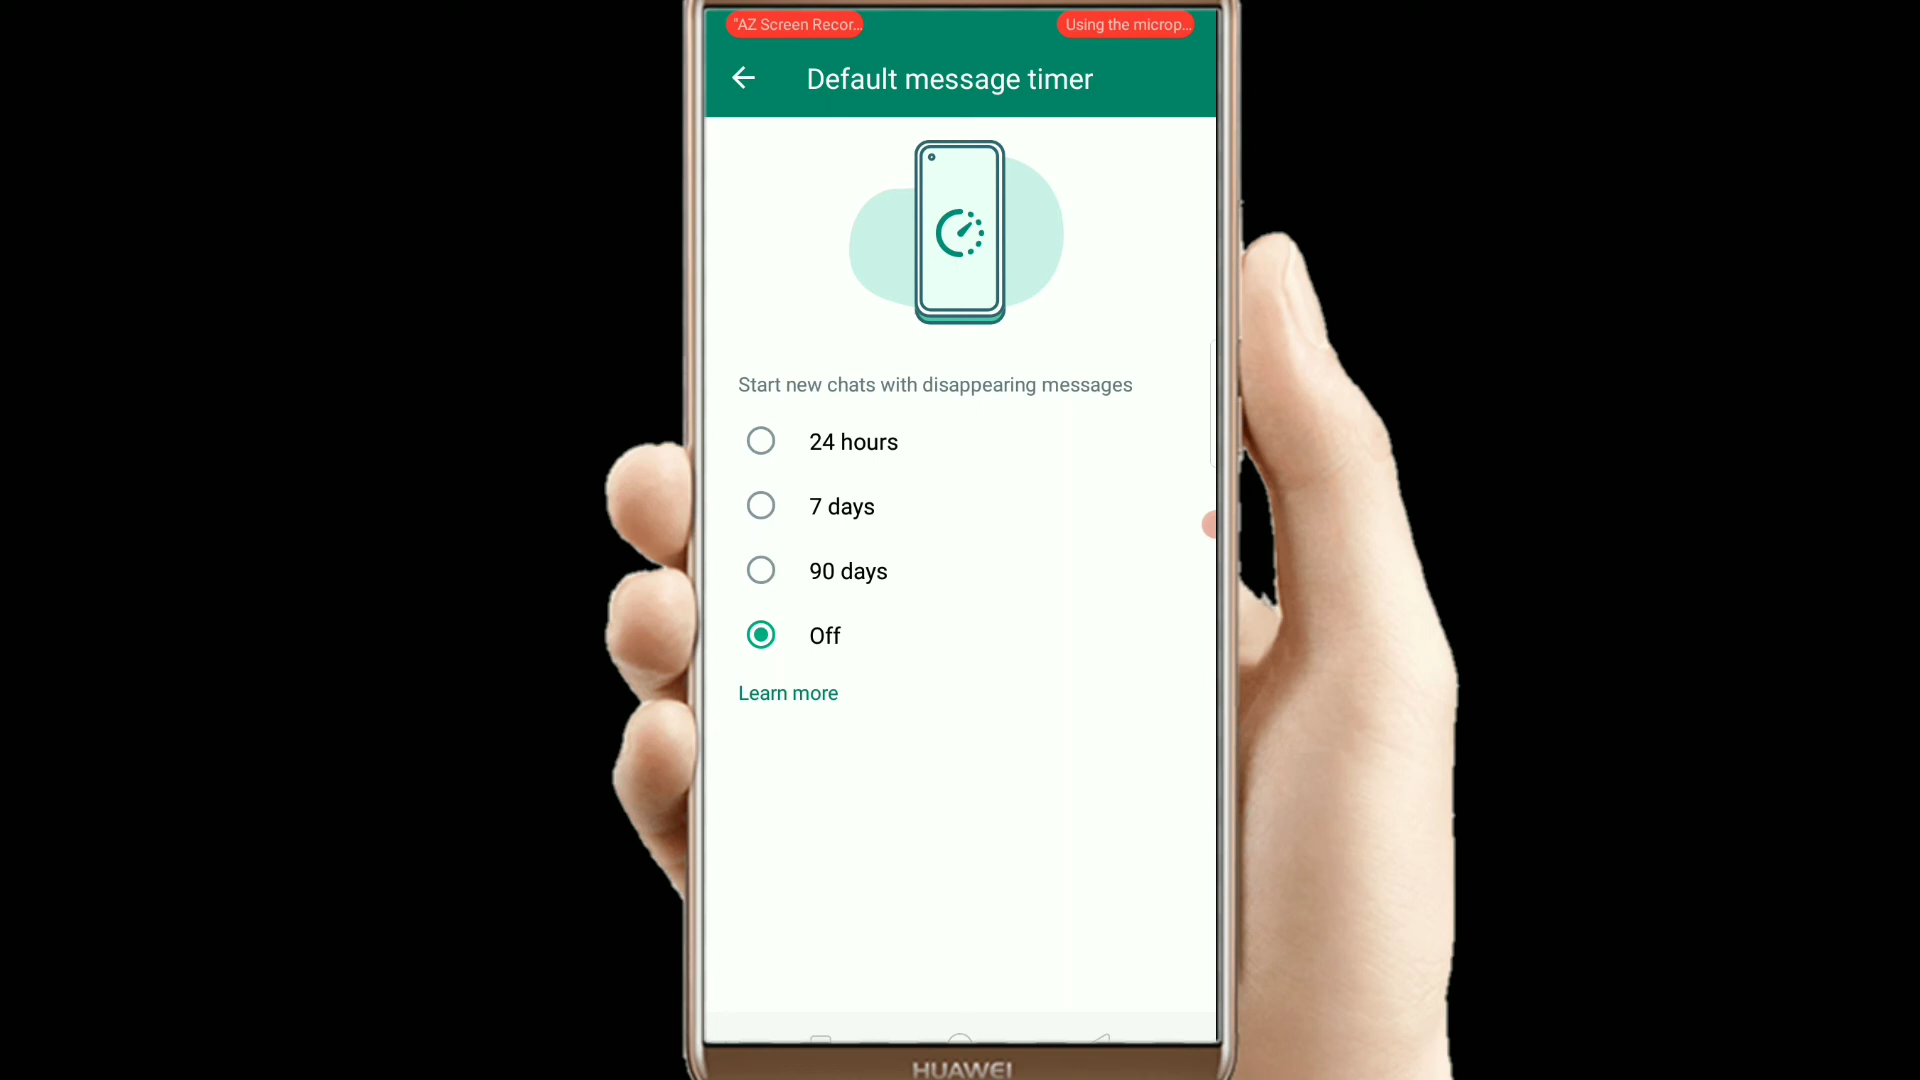 "AZ Screen Recor...
Using the microp...
Default message timer
Start new chats with disappearing messages
24 hours
7 days
90 days
Off
Learn more
HUAWEI